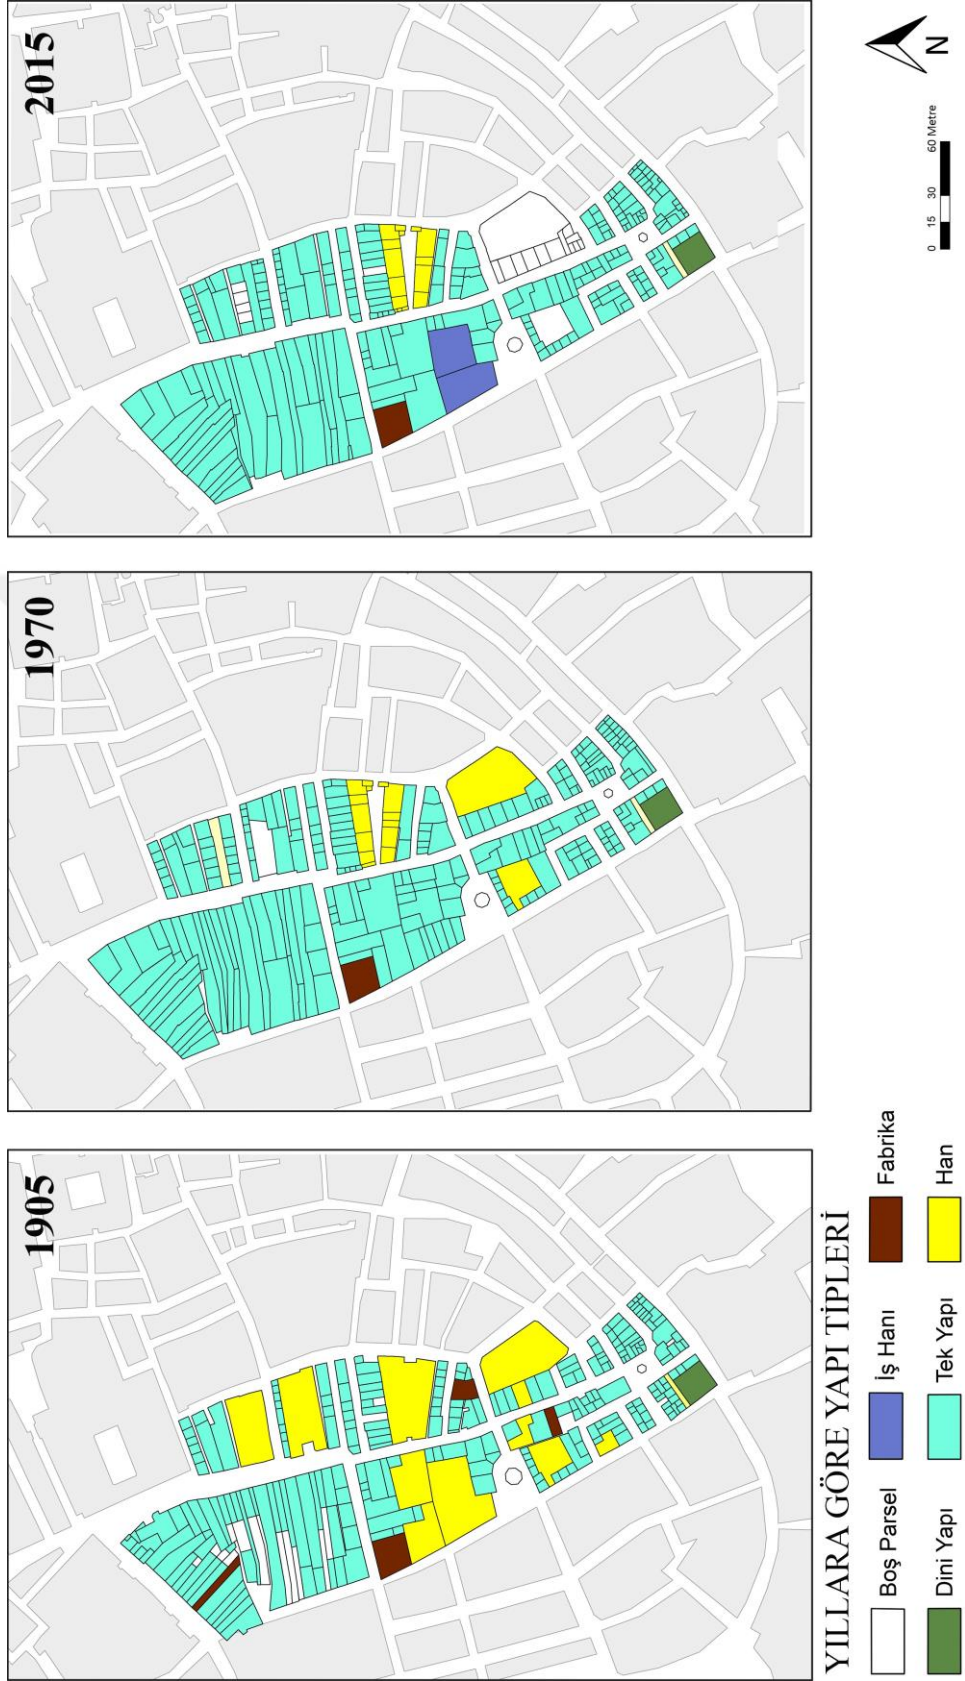 1905
1970
2015
YILLARA GÖRE YAPI TİPLERİ
Boş Parsel
İş Hanı
Fabrika
Dini Yapı
Tek Yapı
Han
0 15 30 60 Metre
N